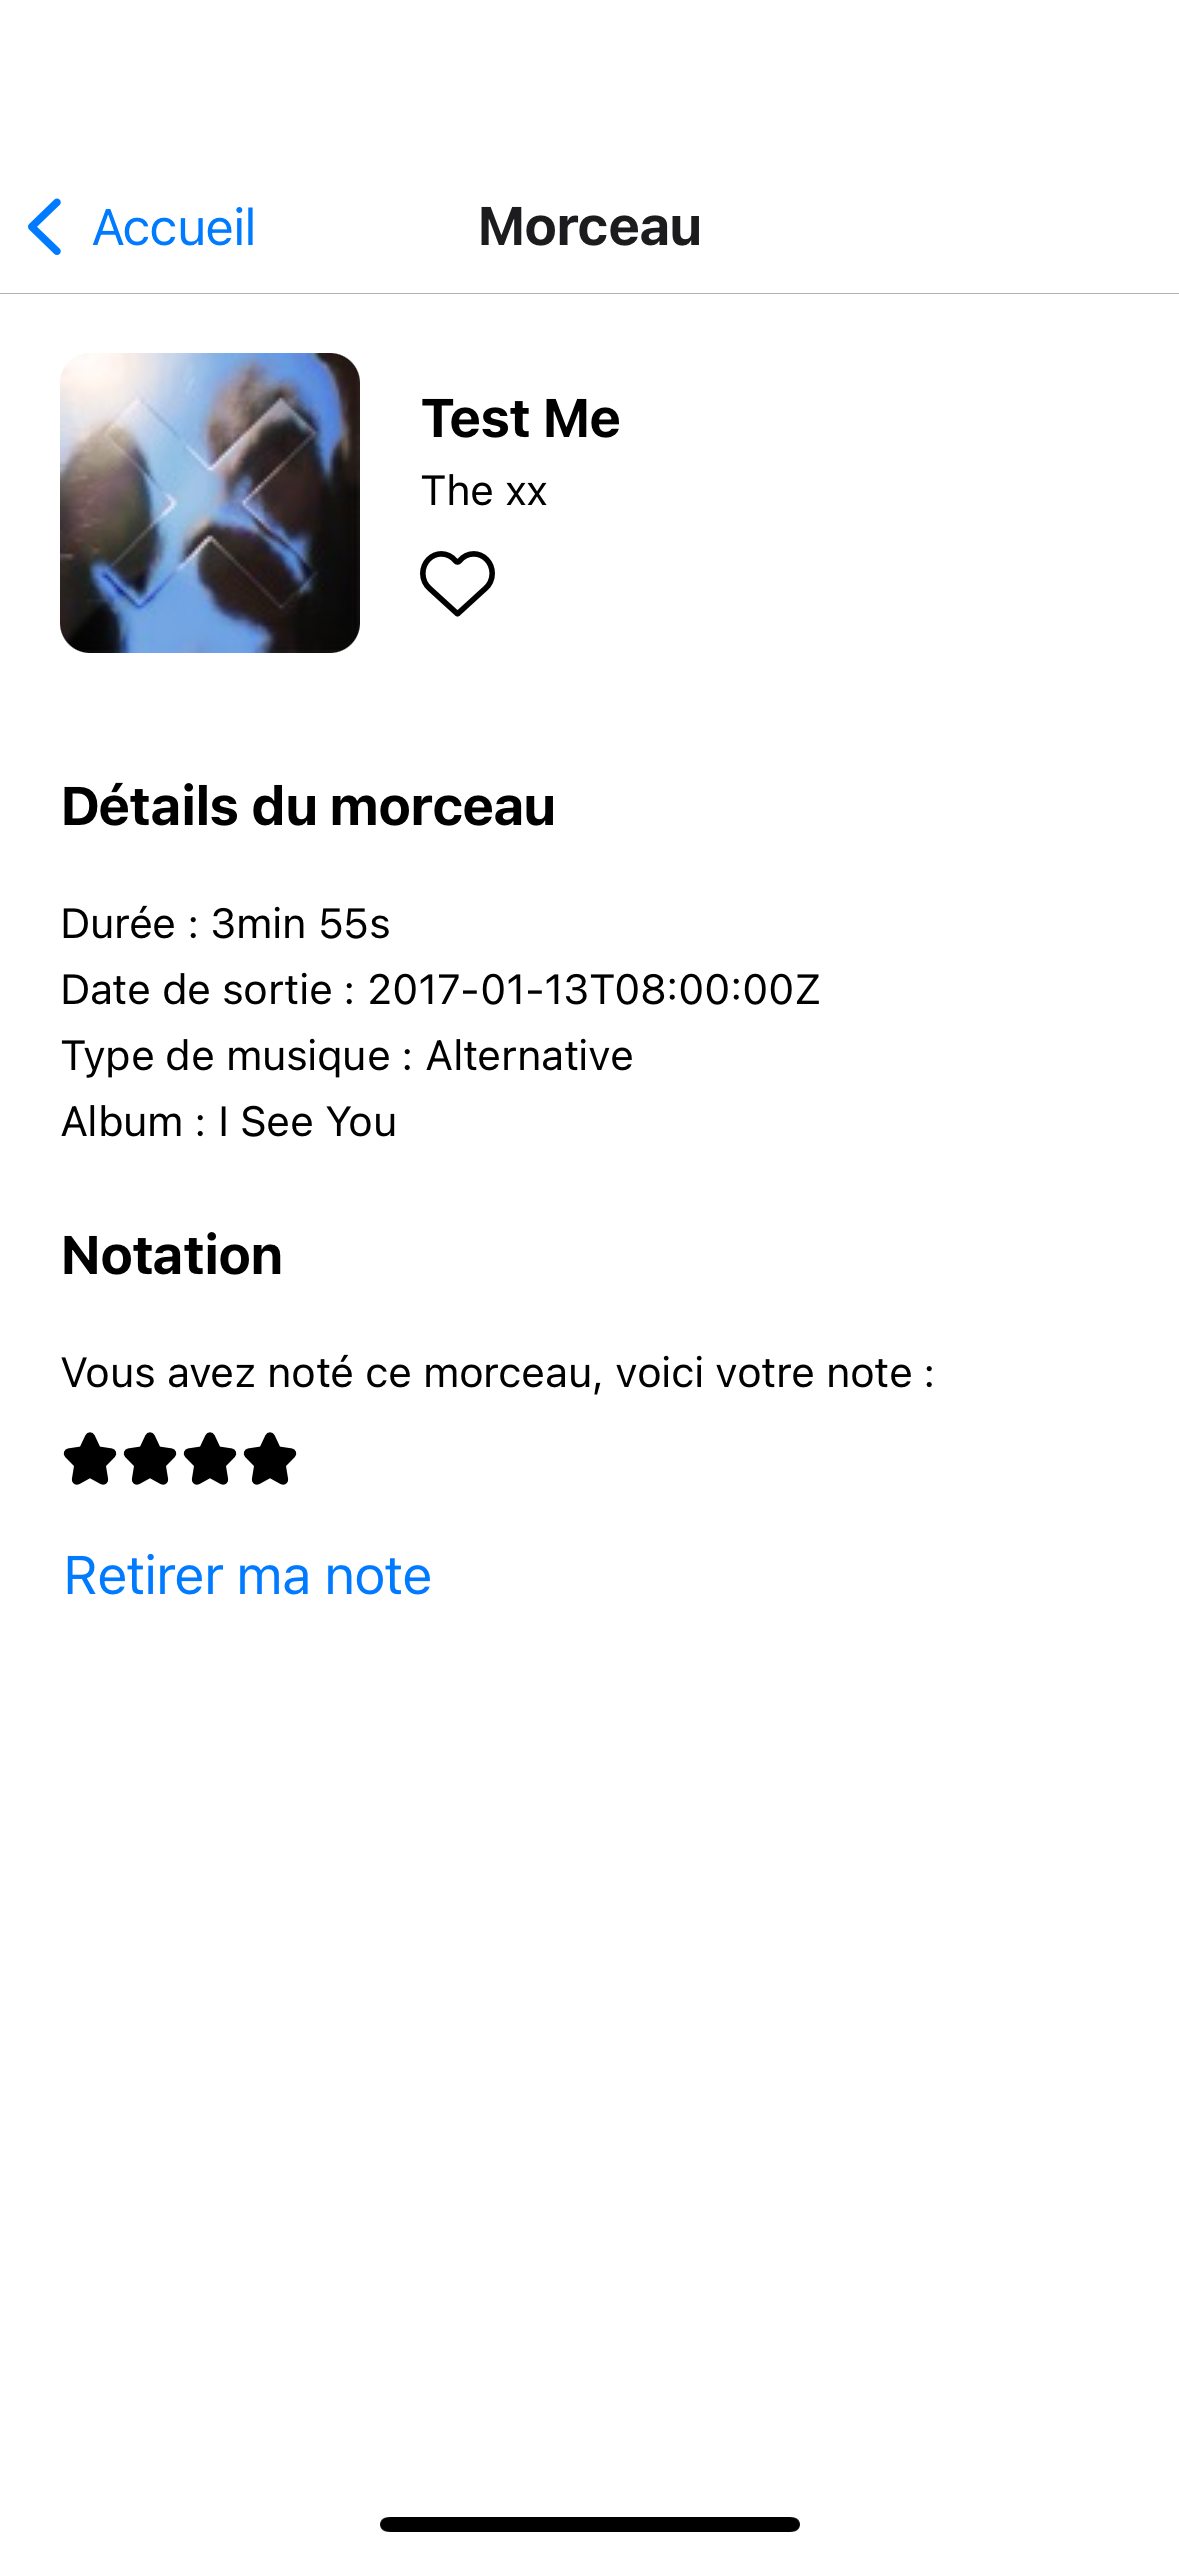 Accueil
Morceau
Test Me
The xx
Détails du morceau
Durée : 3min 55s
Date de sortie : 2017-01-13T08:00:00Z
Type de musique : Alternative
Album : I See You
Notation
Vous avez noté ce morceau, voici votre note :
Retirer ma note